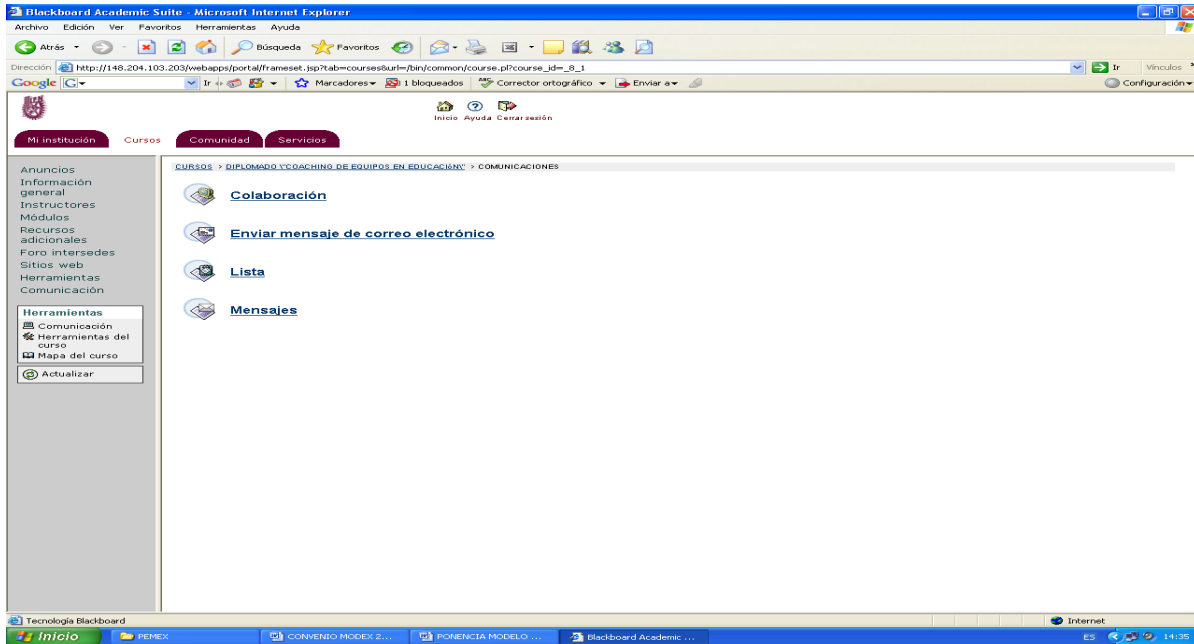 Blackboard Academic Suite - Microsoft Internet Explorer
Archivo Edición Ver Favoritos Herramientas Ayuda
Atrás Búsqueda Favoritos
Dirección http://148.204.103.203/webapps/portal/frameset.jsp?tab=courses&url=/bin/common/course.pl?course_id=_8_1 Ir Vínculos
Google G Ir Marcadores 1 bloqueados Corrector ortográfico Enviar a Configuración
Inicio Ayuda Cerrar sesión
Mi institución Cursos Comunidad Servicios
CURSOS > DIPLOMADO \"COACHING DE EQUIPOS EN EDUCACIóN\" > COMUNICACIONES
Anuncios
Información
general
Instructores
Módulos
Recursos
adicionales
Foro intersedes
Sitios web
Herramientas
Comunicación
Herramientas
Comunicación
Herramientas del
curso
Mapa del curso
Actualizar
Colaboración
Enviar mensaje de correo electrónico
Lista
Mensajes
Tecnología Blackboard Internet
Inicio PEMEX CONVENIO MODEX 2... PONENCIA MODELO ... Blackboard Academic ... ES 14:35